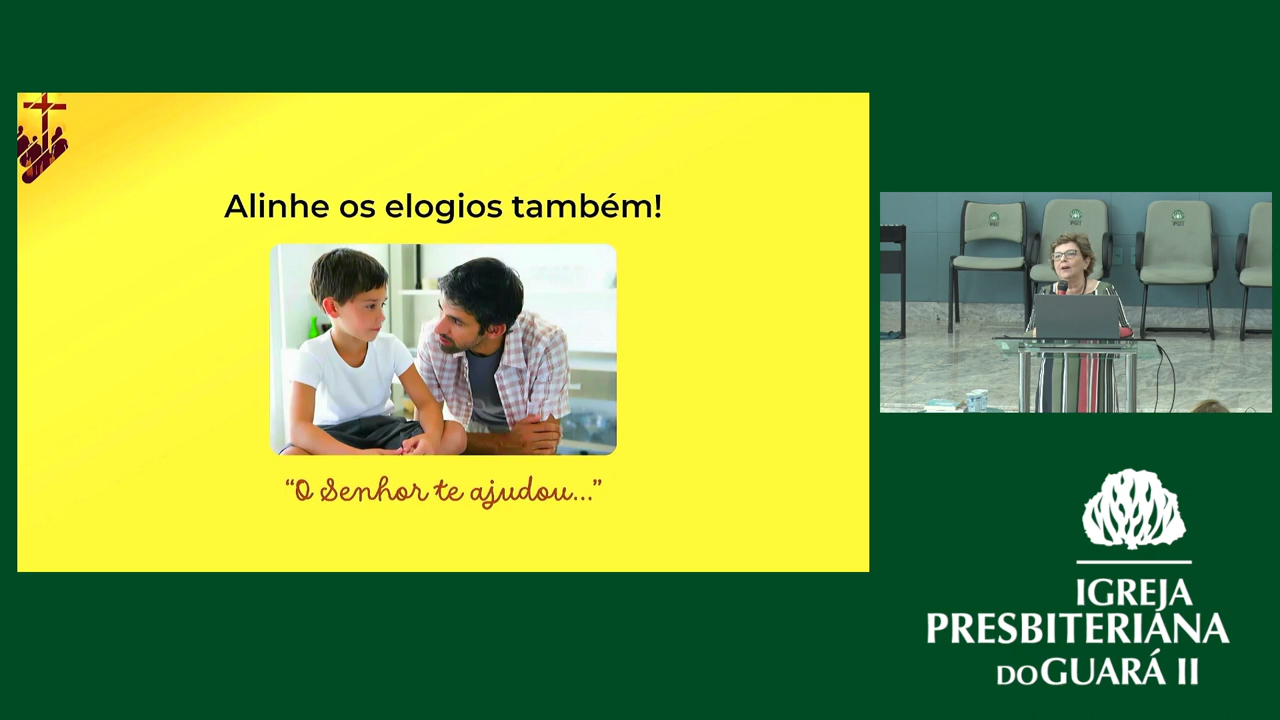 Alinhe os elogios também!
“O Senhor te ajudou...”
IGREJA
PRESBITERIANA
DO GUARÁ II